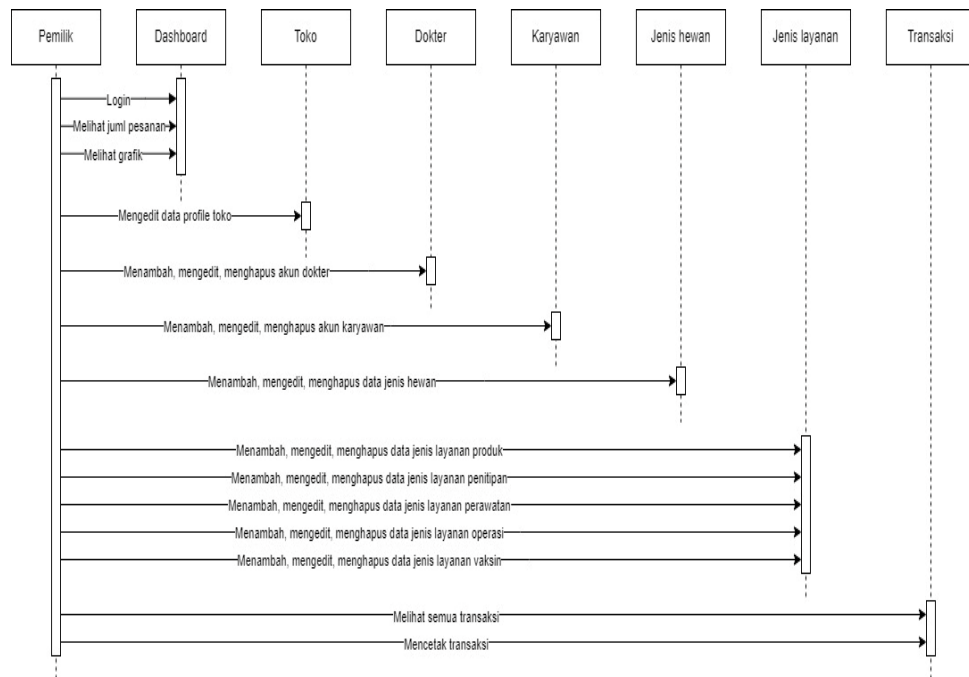 Pemilik
Dashboard
Toko
Dokter
Karyawan
Jenis hewan
Jenis layanan
Transaksi
Login
Melihat juml pesanan
Melihat grafik
Mengedit data profile toko
Menambah, mengedit, menghapus akun dokter
Menambah, mengedit, menghapus akun karyawan
Menambah, mengedit, menghapus data jenis hewan
Menambah, mengedit, menghapus data jenis layanan produk
Menambah, mengedit, menghapus data jenis layanan penitipan
Menambah, mengedit, menghapus data jenis layanan perawatan
Menambah, mengedit, menghapus data jenis layanan operasi
Menambah, mengedit, menghapus data jenis layanan vaksin
Melihat semua transaksi
Mencetak transaksi